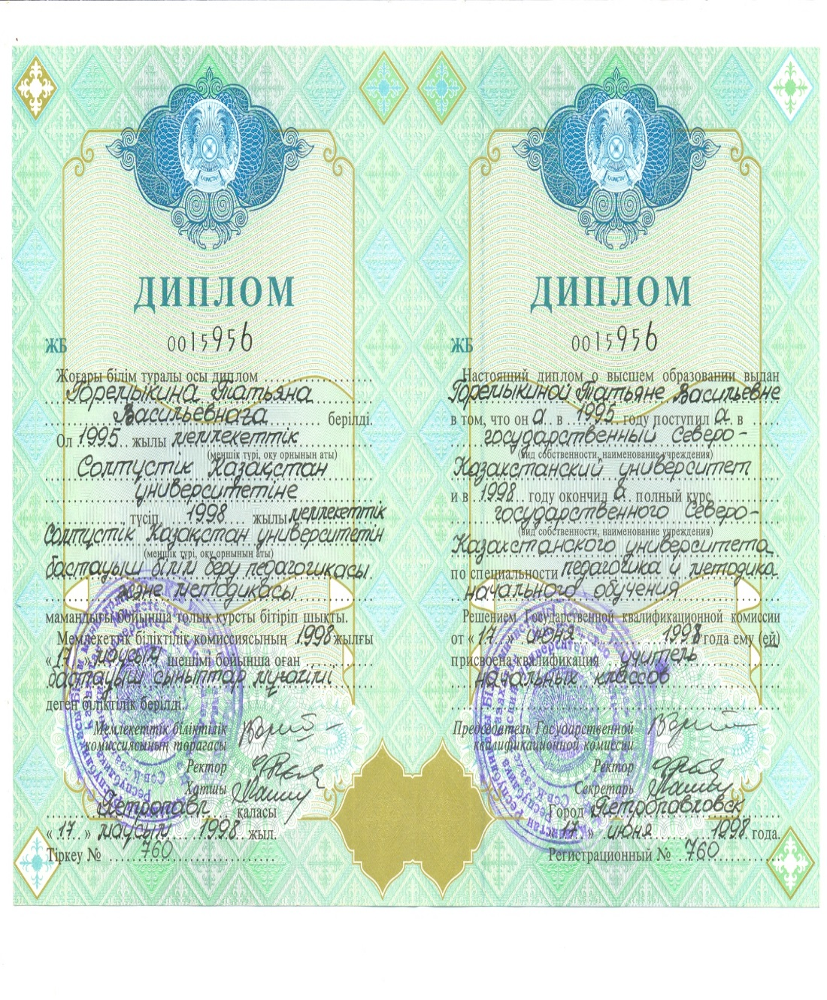 ДИПЛОМ
ЖБ 0015956
Жоғары білім туралы осы диплом
Горемыкина Татьяна
Васильевнаға берілді.
Ол 1995 жылы мемлекеттік
(меншік түрі, оқу орнының аты)
Солтүстік Қазақстан
университетіне
түсіп 1998 жылы мемлекеттік
Солтүстік Қазақстан университетін
(меншік түрі, оқу орнының аты)
бастауыш білім беру педагогикасы
және методикасы
мамандығы бойынша толық курсты бітіріп шықты.
Мемлекеттік біліктілік комиссиясының 1998 жылғы
«17» маусым шешімі бойынша оған
бастауыш сыныптар мұғалімі
деген біліктілік берілді.
Мемлекеттік біліктілік
комиссиясының төрағасы
Ректор
Хатшы
Петропавл қаласы
«17» маусым 1998 жыл.
Тіркеу № 760
ДИПЛОМ
ЖБ 0015956
Настоящий диплом о высшем образовании выдан
Горемыкиной Татьяне Васильевне
в том, что он а в 1995 году поступил а в
государственный Северо-
(вид собственности, наименование учреждения)
Казахстанский университет
и в 1998 году окончил а полный курс
государственного Северо-
(вид собственности, наименование учреждения)
Казахстанского университета
по специальности педагогика и методика
начального обучения
Решением Государственной квалификационной комиссии
от «17» июня 1998 года ему (ей)
присвоена квалификация учитель
начальных классов
Председатель Государственной
квалификационной комиссии
Ректор
Секретарь
Город Петропавловск
«17» июня 1998 года.
Регистрационный № 760